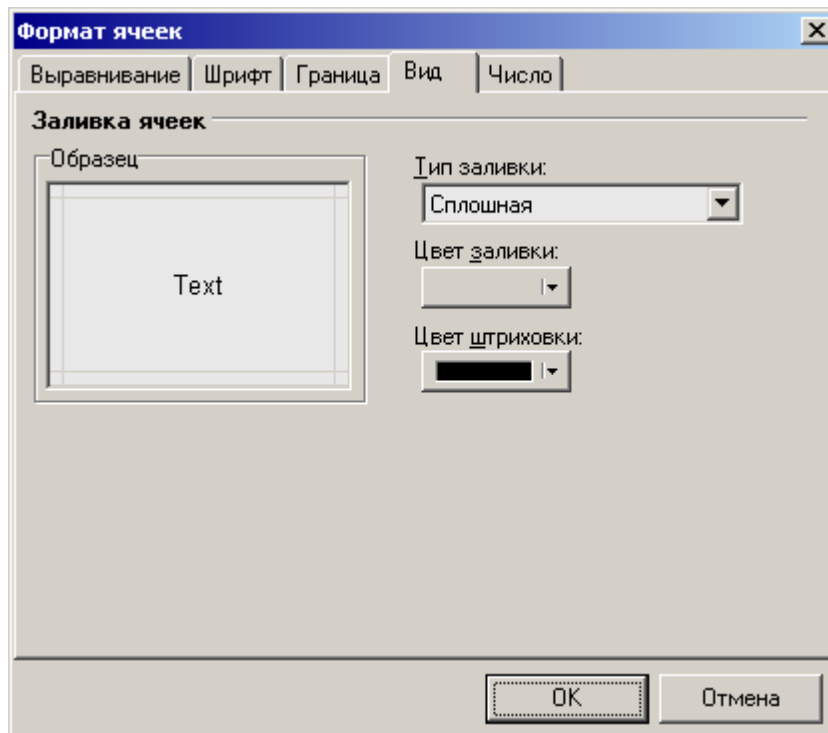 Формат ячеек
Выравнивание Шрифт Граница Вид Число
Заливка ячеек
Образец
Text
Тип заливки:
Сплошная
Цвет заливки:
Цвет штриховки:
OK Отмена